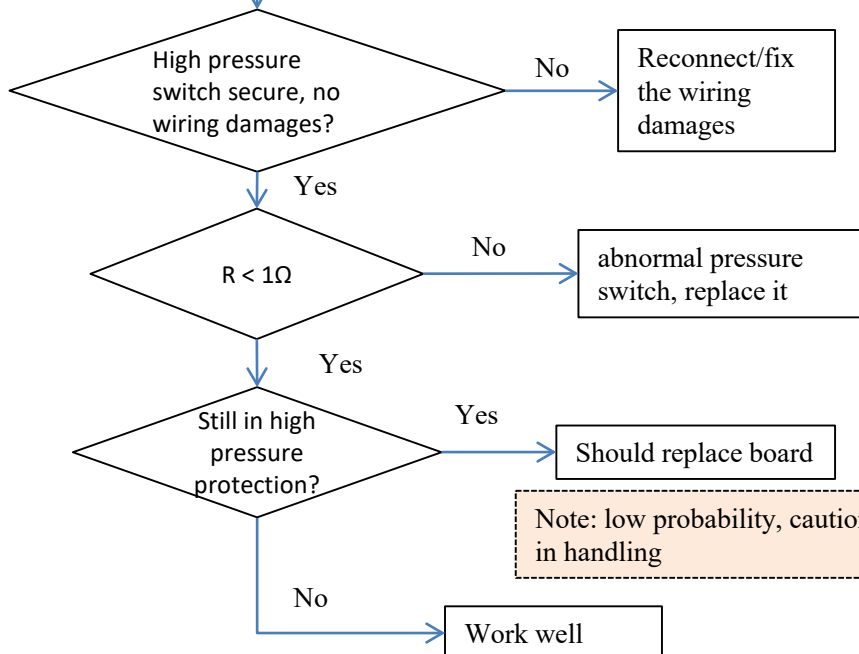 High pressure
switch secure, no
wiring damages?
No
Reconnect/fix
the wiring
damages
Yes
R < 1Ω
No
abnormal pressure
switch, replace it
Yes
Still in high
pressure
protection?
Yes
Should replace board
Note: low probability, caution
in handling
No
Work well